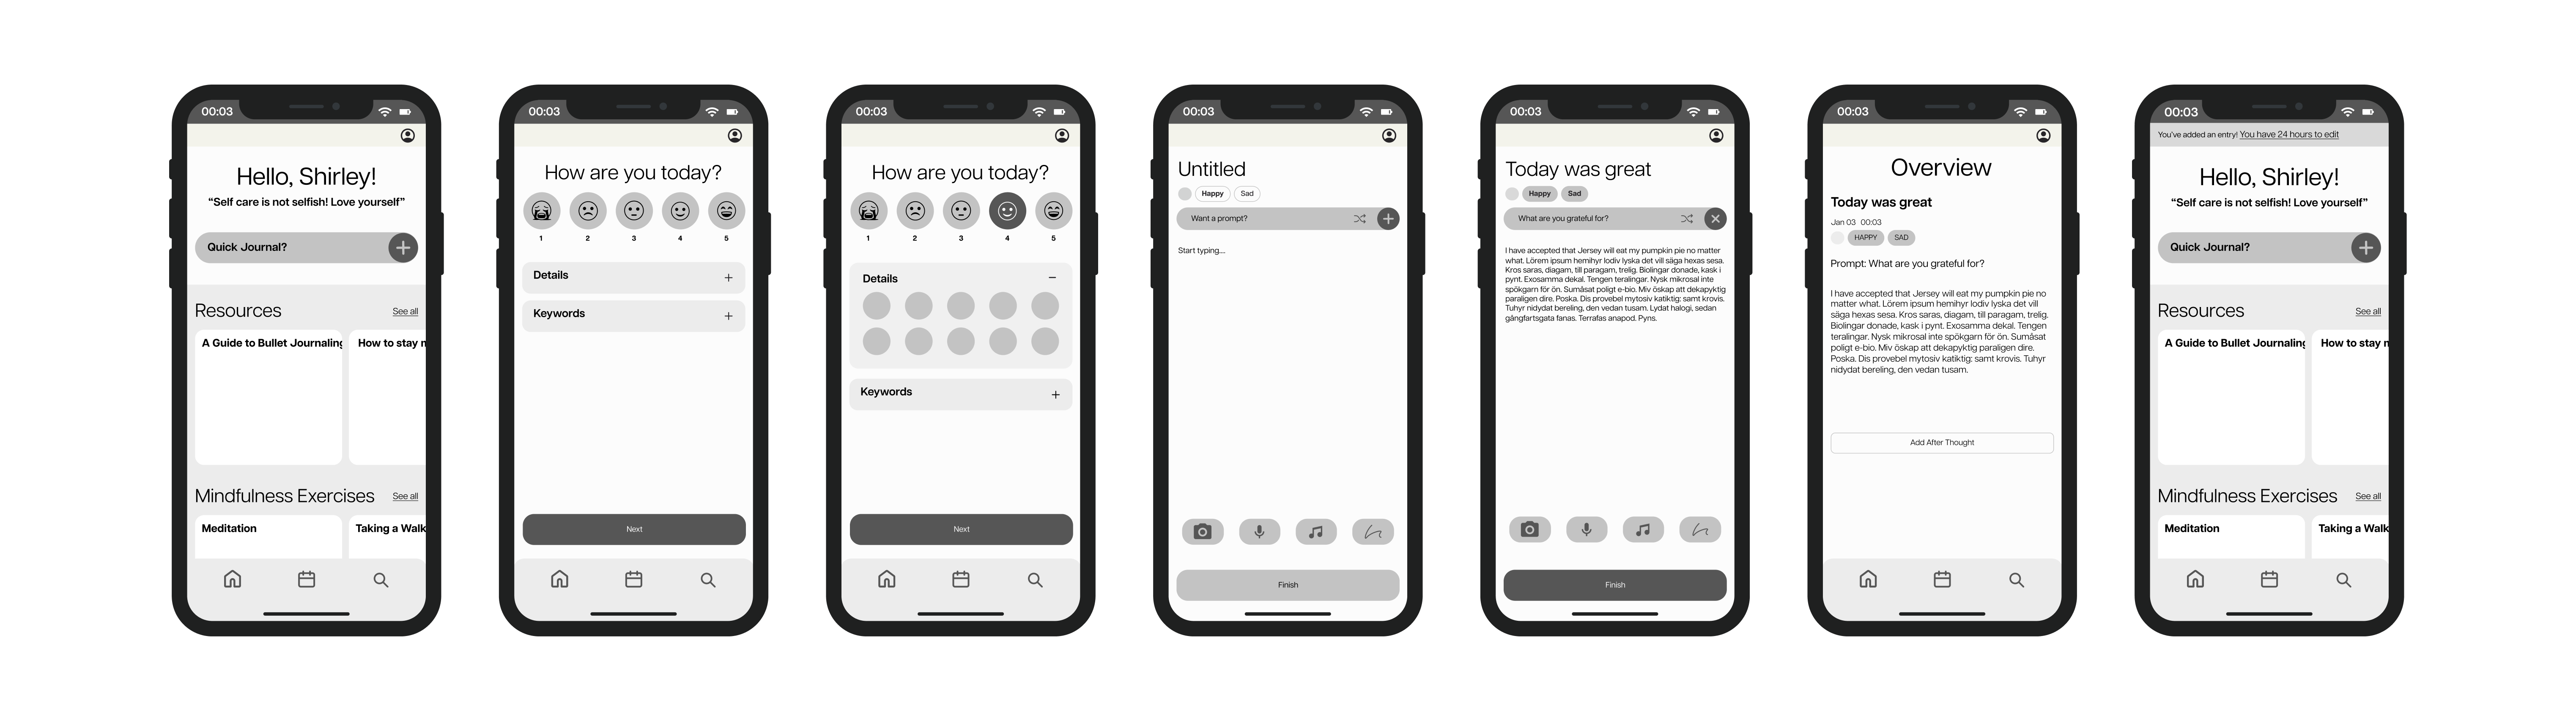 00:03
Hello, Shirley!
“Self care is not selfish! Love yourself”
Quick Journal?
Resources
See all
A Guide to Bullet Journaling
How to stay
Mindfulness Exercises
See all
Meditation
Taking a Walk
00:03
How are you today?
1 2 3 4 5
Details
Keywords
Next
00:03
How are you today?
1 2 3 4 5
Details
Keywords
Next
00:03
Untitled
Happy Sad
Want a prompt?
Start typing...
Finish
00:03
Today was great
Happy Sad
What are you grateful for?
I have accepted that Jersey will eat my pumpkin pie no matter
what. Lörem ipsum hemihyr lodiv lyska det vill säga hexas sesa.
Kros saras, diagam, till paragam, trelig. Biolingar donade, kask i
pynt. Exosamma dekal. Tengen teralingar. Nysk mikrosal inte
spökgarn för ön. Sumåsat poligt e-bio. Miv öskap att dekapyktig
paraligen dire. Poska. Dis provebel mytosiv katiktig: samt krovis.
Tuhyr nidydat bereling, den vedan tusam. Lydat halogi, sedan
gångfartsgata fanas. Terrafas anapod. Pyns.
Finish
00:03
Overview
Today was great
Jan 03 00:03
HAPPY SAD
Prompt: What are you grateful for?
I have accepted that Jersey will eat my pumpkin pie no
matter what. Lörem ipsum hemihyr lodiv lyska det vill
säga hexas sesa. Kros saras, diagam, till paragam, trelig.
Biolingar donade, kask i pynt. Exosamma dekal. Tengen
teralingar. Nysk mikrosal inte spökgarn för ön. Sumåsat
poligt e-bio. Miv öskap att dekapyktig paraligen dire.
Poska. Dis provebel mytosiv katiktig: samt krovis. Tuhyr
nidydat bereling, den vedan tusam.
Add After Thought
00:03
You’ve added an entry! You have 24 hours to edit
Hello, Shirley!
“Self care is not selfish! Love yourself”
Quick Journal?
Resources
See all
A Guide to Bullet Journaling
How to stay
Mindfulness Exercises
See all
Meditation
Taking a Walk